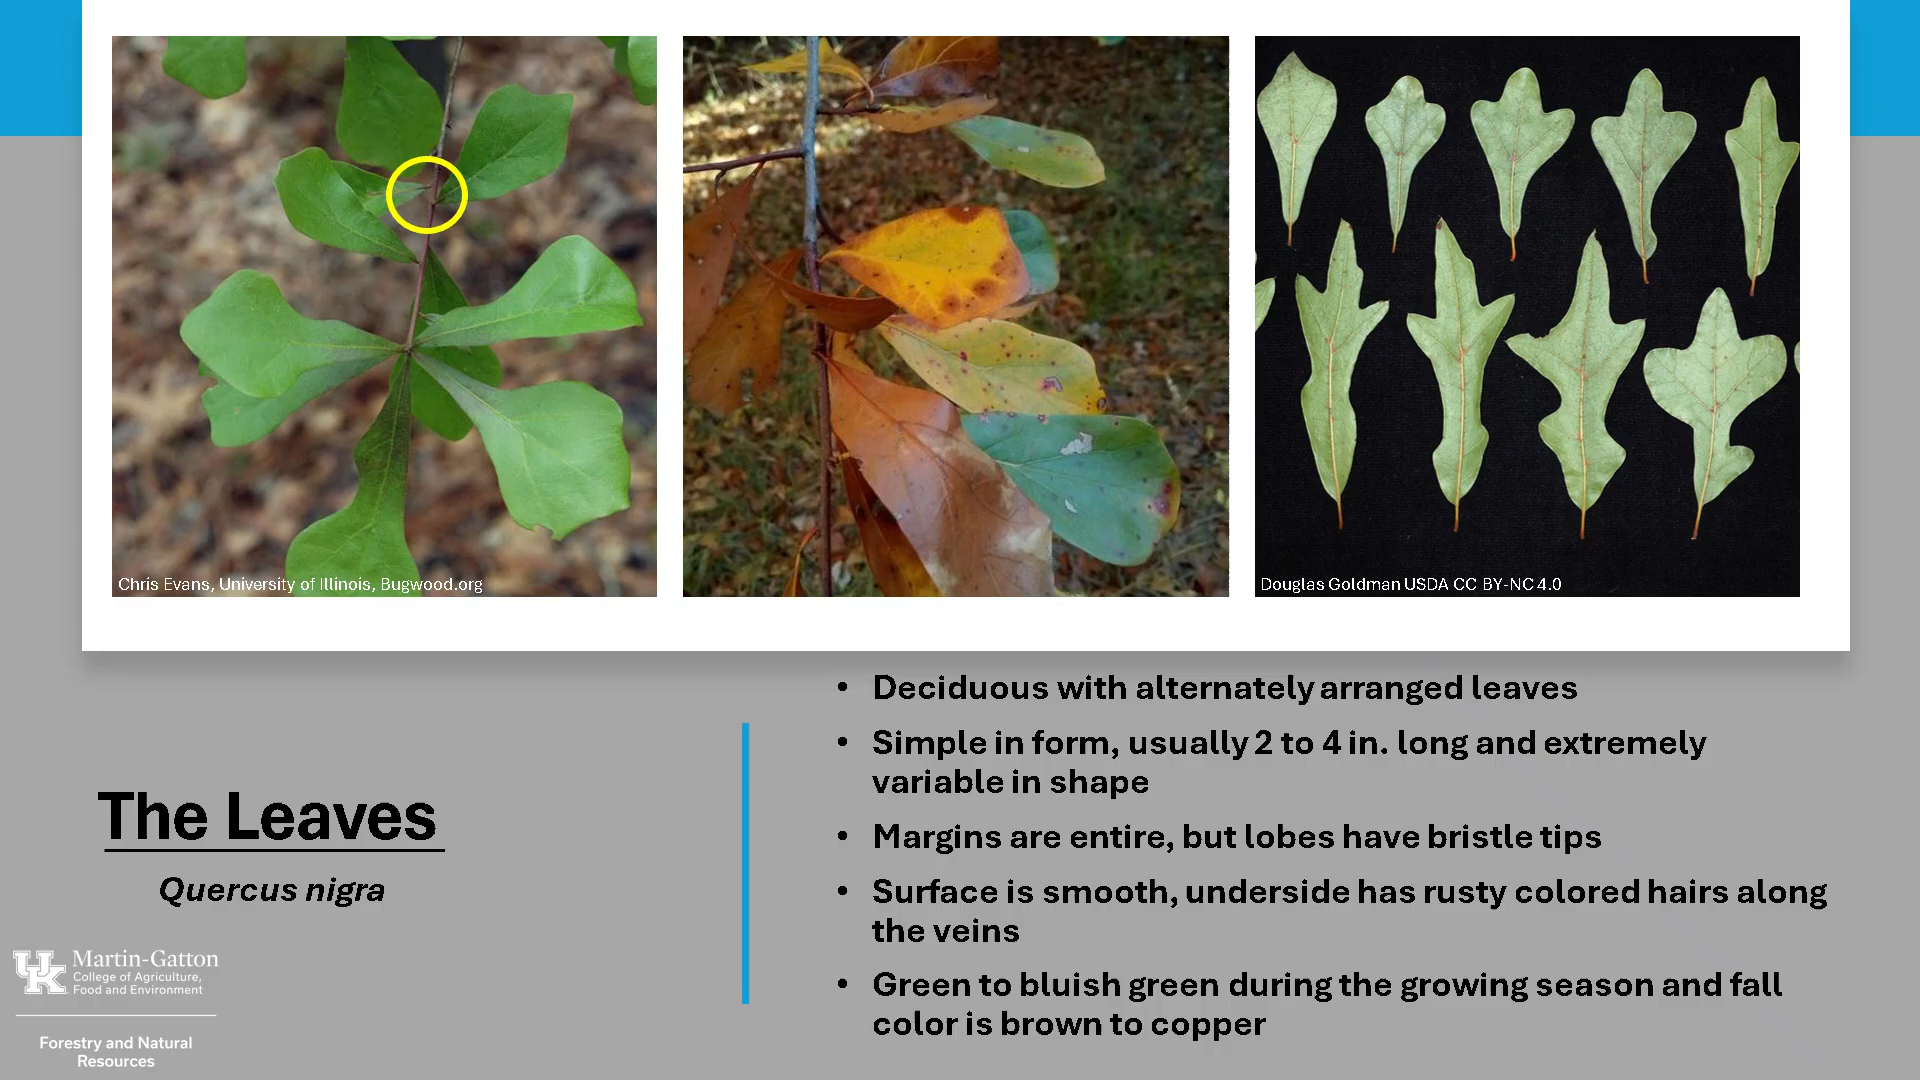 Chris Evans, University of Illinois, Bugwood.org
Douglas Goldman USDA CC BY-NC 4.0
The Leaves
Quercus nigra
• Deciduous with alternately arranged leaves
• Simple in form, usually 2 to 4 in. long and extremely
variable in shape
• Margins are entire, but lobes have bristle tips
• Surface is smooth, underside has rusty colored hairs along
the veins
• Green to bluish green during the growing season and fall
color is brown to copper
UK
Martin-Gatton
College of Agriculture,
Food and Environment
Forestry and Natural
Resources